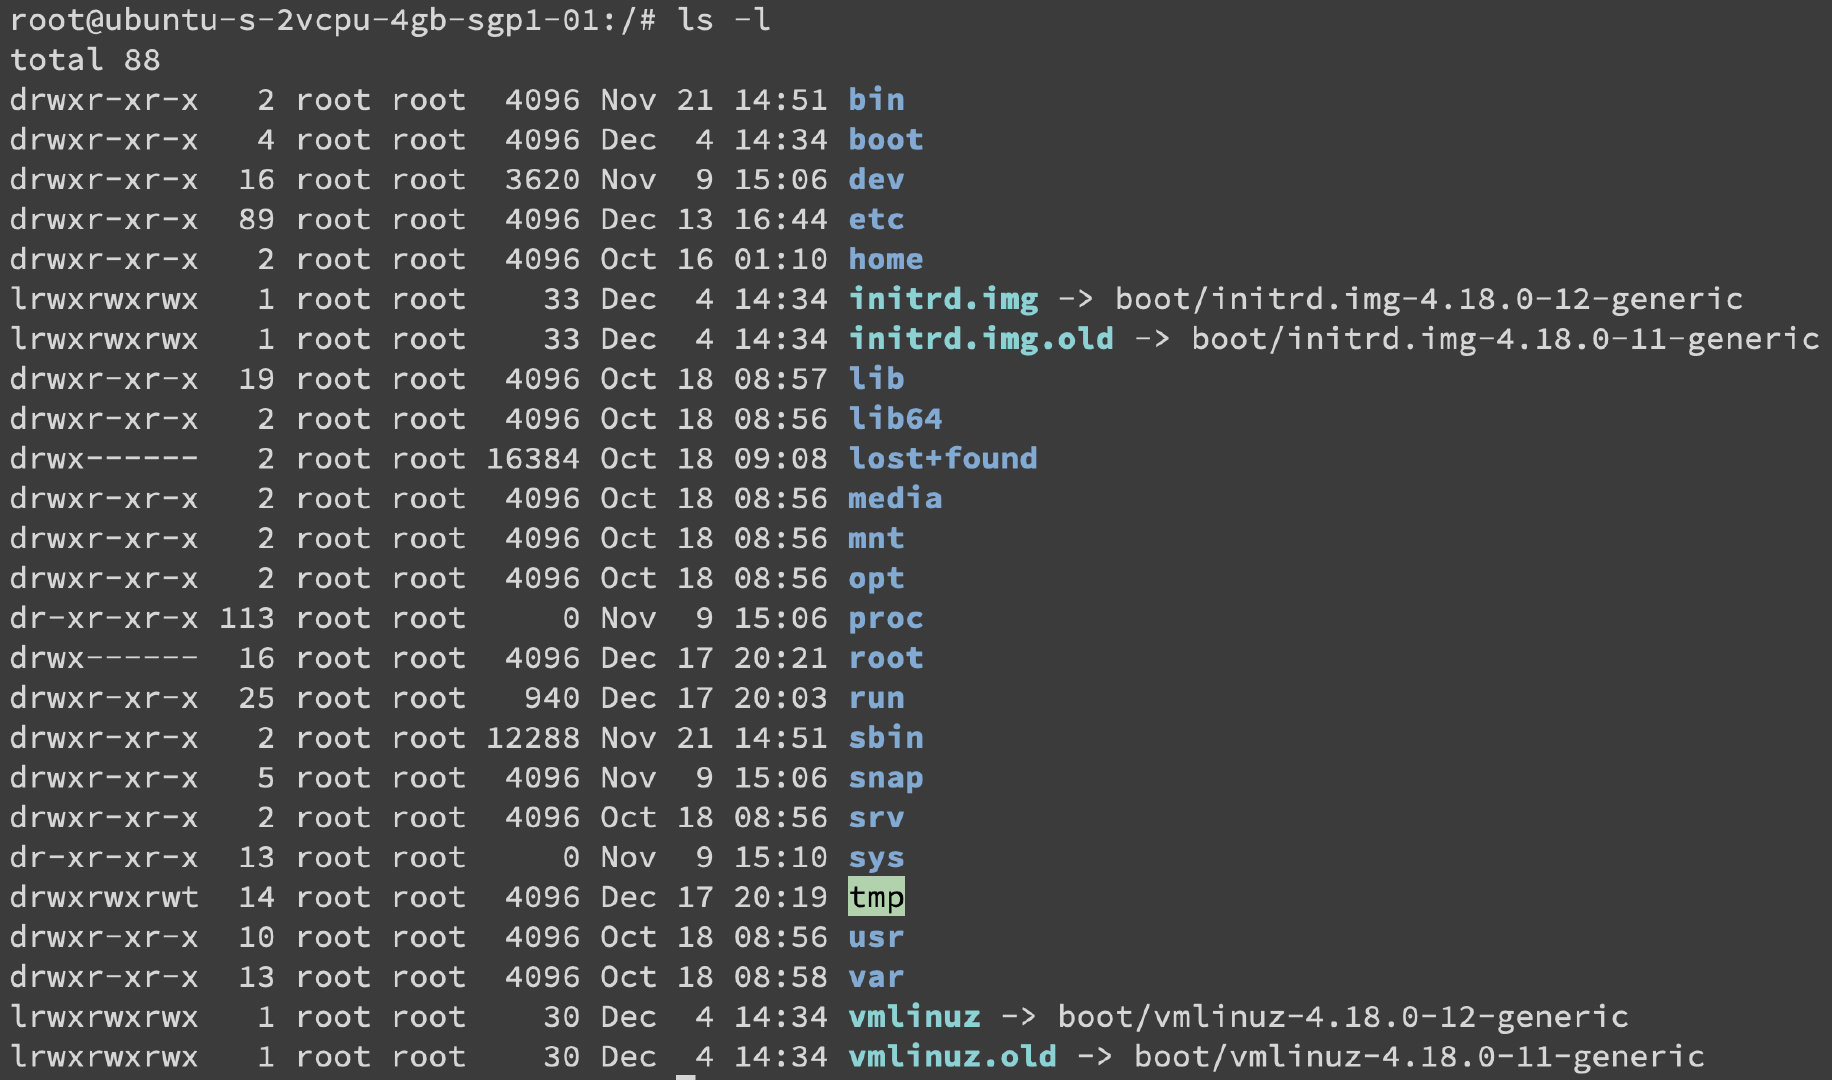 root@ubuntu-s-2vcpu-4gb-sgp1-01:/# ls -l
total 88
drwxr-xr-x   2 root root  4096 Nov 21 14:51 bin
drwxr-xr-x   4 root root  4096 Dec  4 14:34 boot
drwxr-xr-x  16 root root  3620 Nov  9 15:06 dev
drwxr-xr-x  89 root root  4096 Dec 13 16:44 etc
drwxr-xr-x   2 root root  4096 Oct 16 01:10 home
lrwxrwxrwx   1 root root    33 Dec  4 14:34 initrd.img -> boot/initrd.img-4.18.0-12-generic
lrwxrwxrwx   1 root root    33 Dec  4 14:34 initrd.img.old -> boot/initrd.img-4.18.0-11-generic
drwxr-xr-x  19 root root  4096 Oct 18 08:57 lib
drwxr-xr-x   2 root root  4096 Oct 18 08:56 lib64
drwx------   2 root root 16384 Oct 18 09:08 lost+found
drwxr-xr-x   2 root root  4096 Oct 18 08:56 media
drwxr-xr-x   2 root root  4096 Oct 18 08:56 mnt
drwxr-xr-x   2 root root  4096 Oct 18 08:56 opt
dr-xr-xr-x 113 root root     0 Nov  9 15:06 proc
drwx------  16 root root  4096 Dec 17 20:21 root
drwxr-xr-x  25 root root   940 Dec 17 20:03 run
drwxr-xr-x   2 root root 12288 Nov 21 14:51 sbin
drwxr-xr-x   5 root root  4096 Nov  9 15:06 snap
drwxr-xr-x   2 root root  4096 Oct 18 08:56 srv
dr-xr-xr-x  13 root root     0 Nov  9 15:10 sys
drwxrwxrwt  14 root root  4096 Dec 17 20:19 tmp
drwxr-xr-x  10 root root  4096 Oct 18 08:56 usr
drwxr-xr-x  13 root root  4096 Oct 18 08:58 var
lrwxrwxrwx   1 root root    30 Dec  4 14:34 vmlinuz -> boot/vmlinuz-4.18.0-12-generic
lrwxrwxrwx   1 root root    30 Dec  4 14:34 vmlinuz.old -> boot/vmlinuz-4.18.0-11-generic